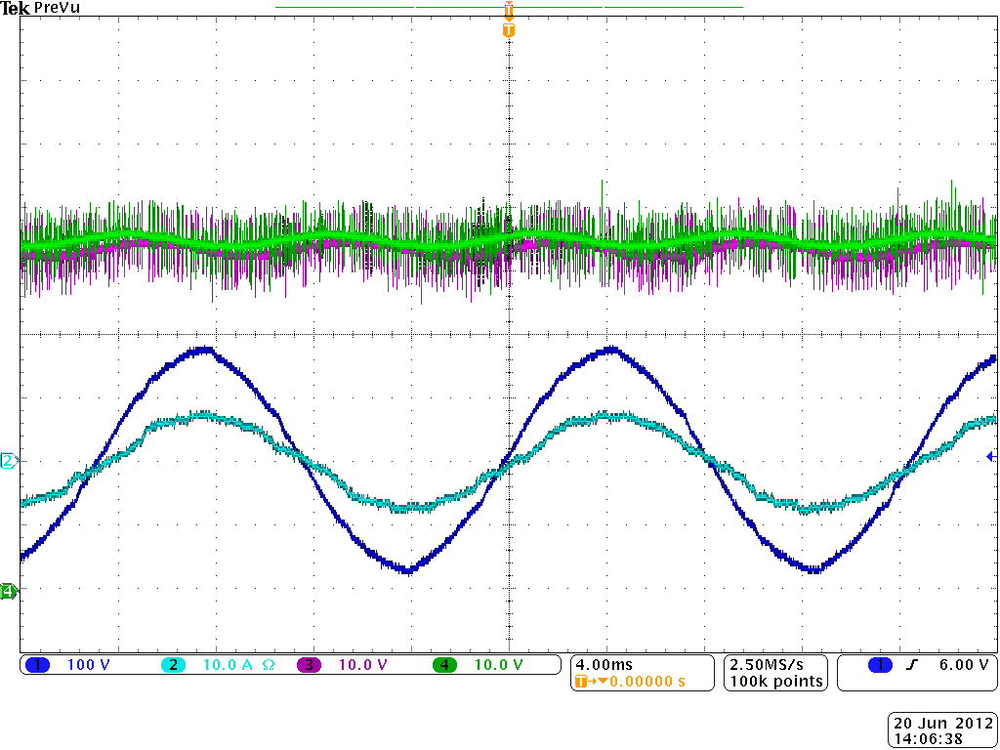 Tek PreVu
T
T
2
4
1 100 V 2 10.0 A Ω 3 10.0 V 4 10.0 V
4.00ms
T→▼0.00000 s
2.50MS/s
100k points
1 6.00 V
20 Jun 2012
14:06:38